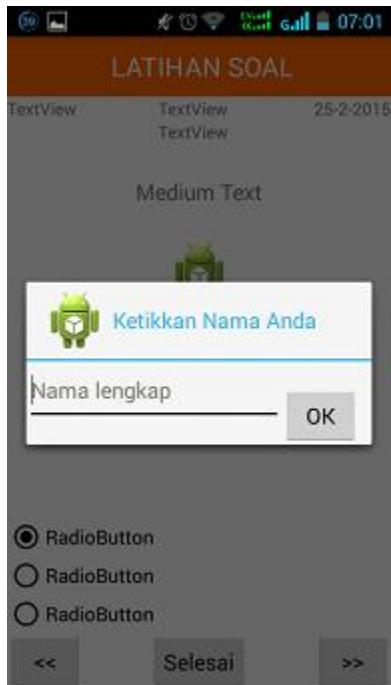 39 07:01
LATIHAN SOAL
TextView TextView 25-2-2015
TextView
Medium Text
Ketikkan Nama Anda
Nama lengkap
OK
RadioButton
RadioButton
RadioButton
<< Selesai >>